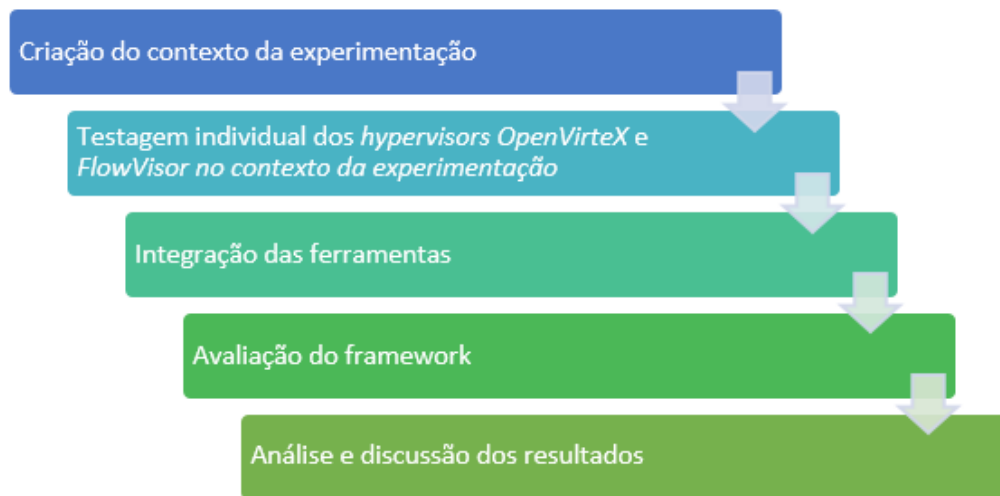 Criação do contexto da experimentação
Testagem individual dos hypervisors OpenVirteX e
FlowVisor no contexto da experimentação
Integração das ferramentas
Avaliação do framework
Análise e discussão dos resultados